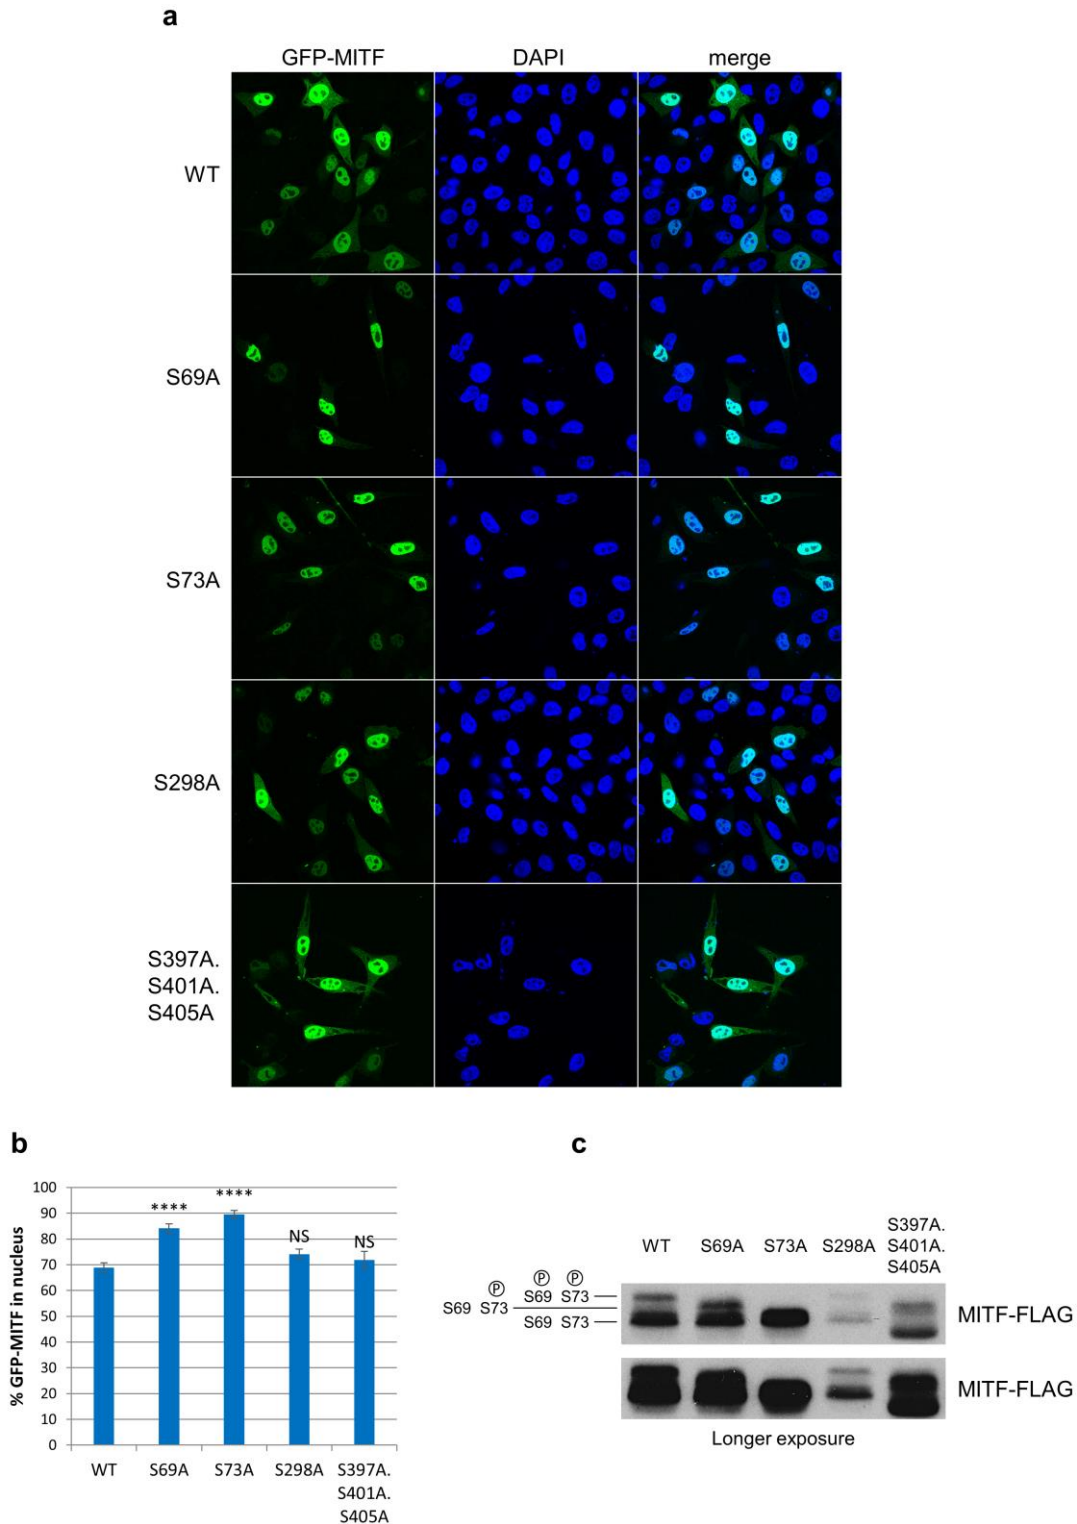 a
GFP-MITF DAPI merge
WT
S69A
S73A
S298A
S397A.
S401A.
S405A
b
% GFP-MITF in nucleus
100
90
80
70
60
50
40
30
20
10
0
**** **** NS NS
WT S69A S73A S298A S397A.
S401A.
S405A
c
WT S69A S73A S298A S397A.
S401A.
S405A
P P P
S69 S73
S69 S73
S69 S73
MITF-FLAG
MITF-FLAG
Longer exposure